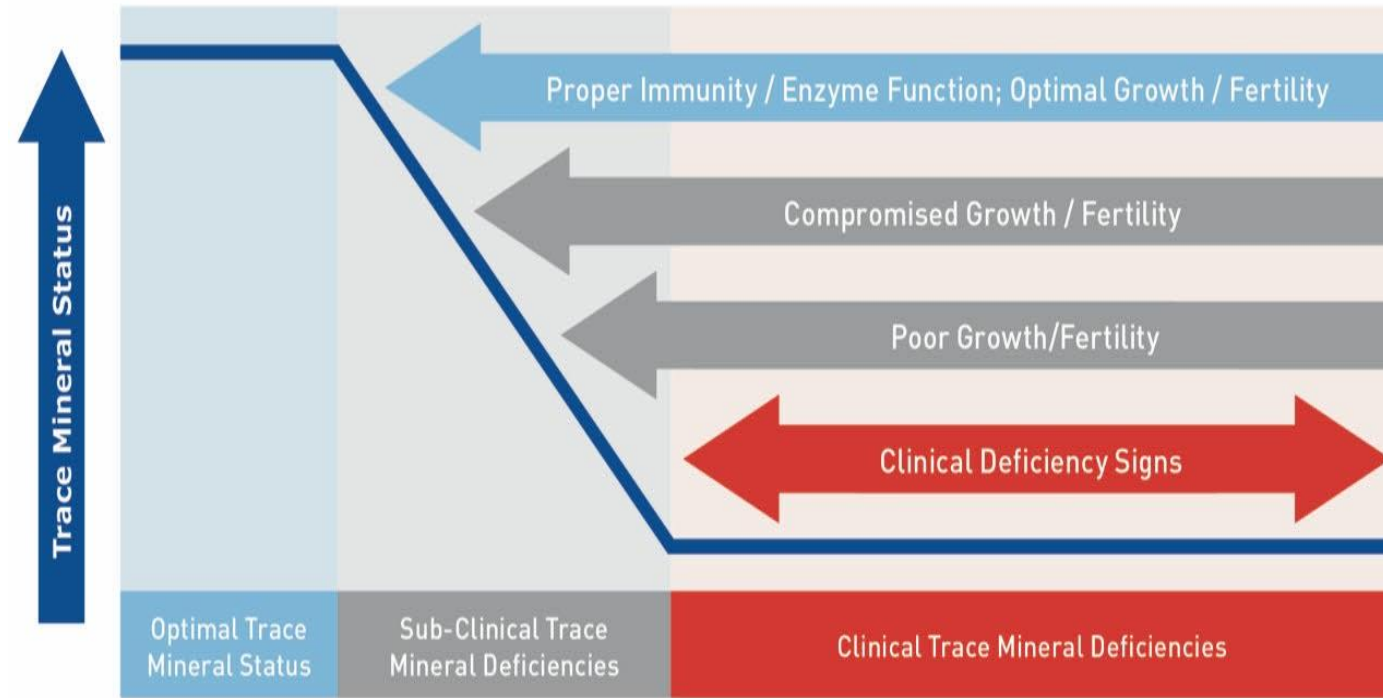 Trace Mineral Status
Proper Immunity / Enzyme Function; Optimal Growth / Fertility
Compromised Growth / Fertility
Poor Growth/Fertility
Clinical Deficiency Signs
Optimal Trace
Mineral Status
Sub-Clinical Trace
Mineral Deficiencies
Clinical Trace Mineral Deficiencies